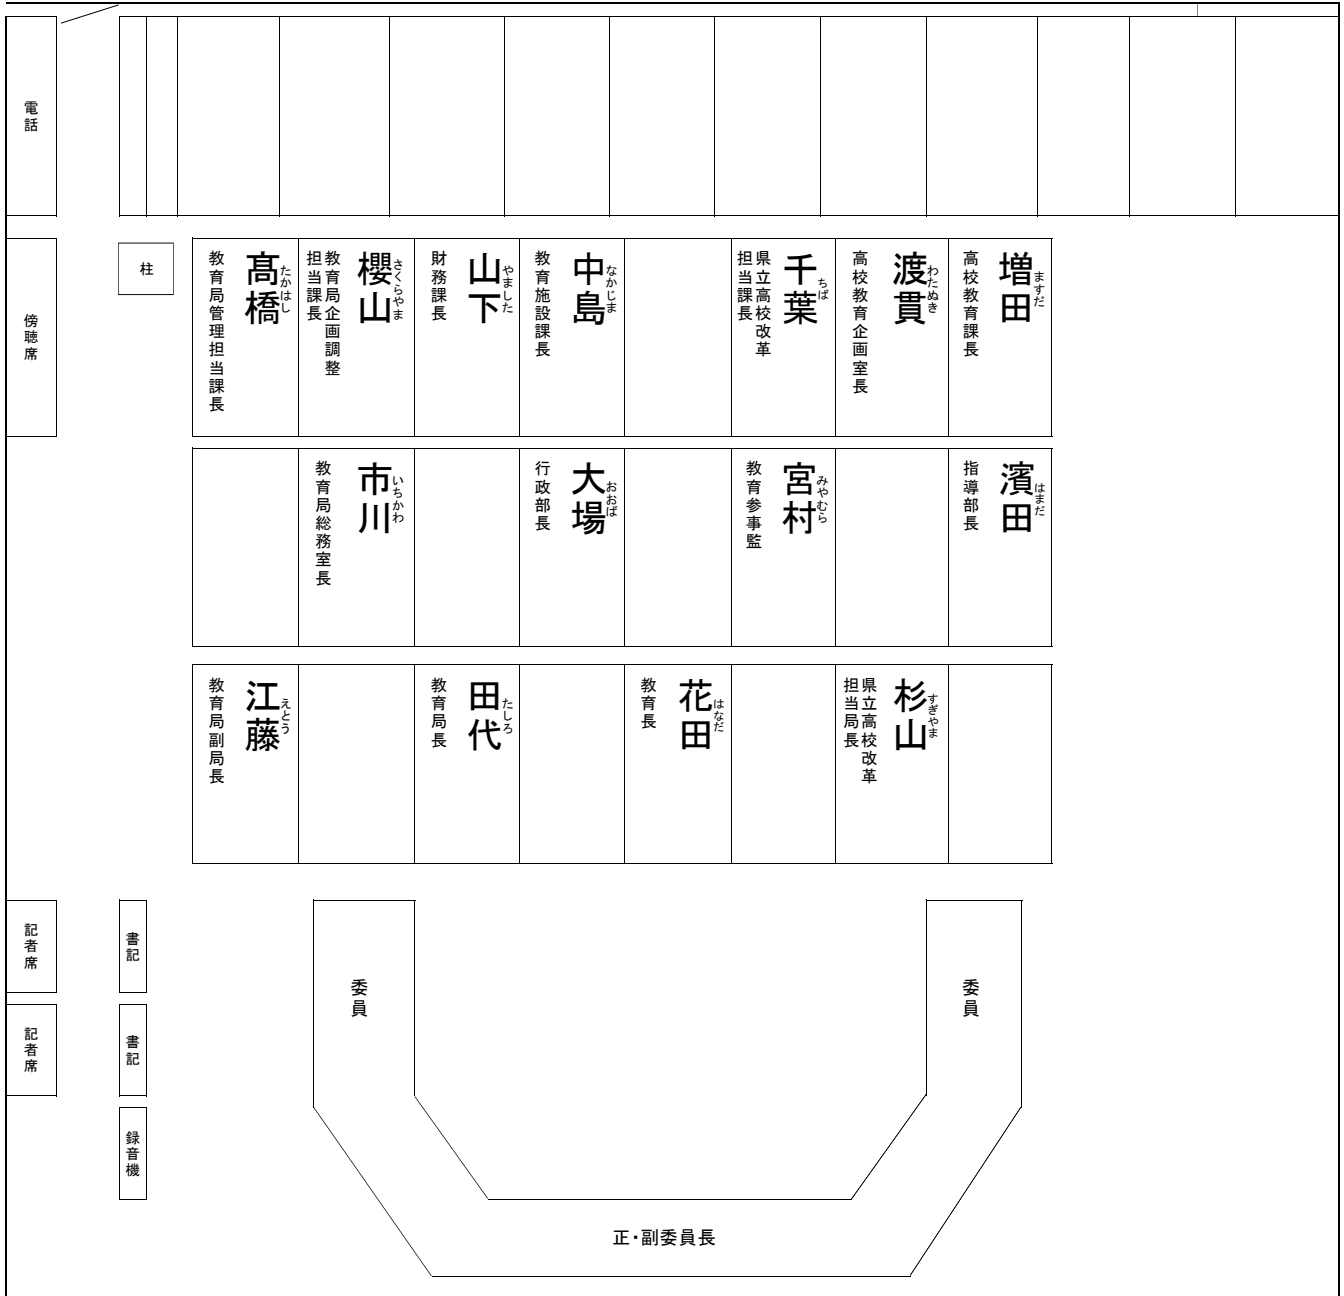 電話
傍聴席
柱
増田
ますだ
高校教育課長
渡貫
わたぬき
高校教育企画室長
千葉
ちば
県立高校改革
担当課長
中島
なかじま
教育施設課長
山下
やました
財務課長
櫻山
さくらやま
教育局企画調整
担当課長
髙橋
たかはし
教育局管理担当課長
濱田
はまだ
指導部長
宮村
みやむら
教育参事監
大場
おおば
行政部長
市川
いちかわ
教育局総務室長
杉山
すぎやま
県立高校改革
担当局長
花田
はなだ
教育長
田代
たしろ
教育局長
江藤
えとう
教育局副局長
記者席
書記
委員
委員
記者席
書記
録音機
正・副委員長